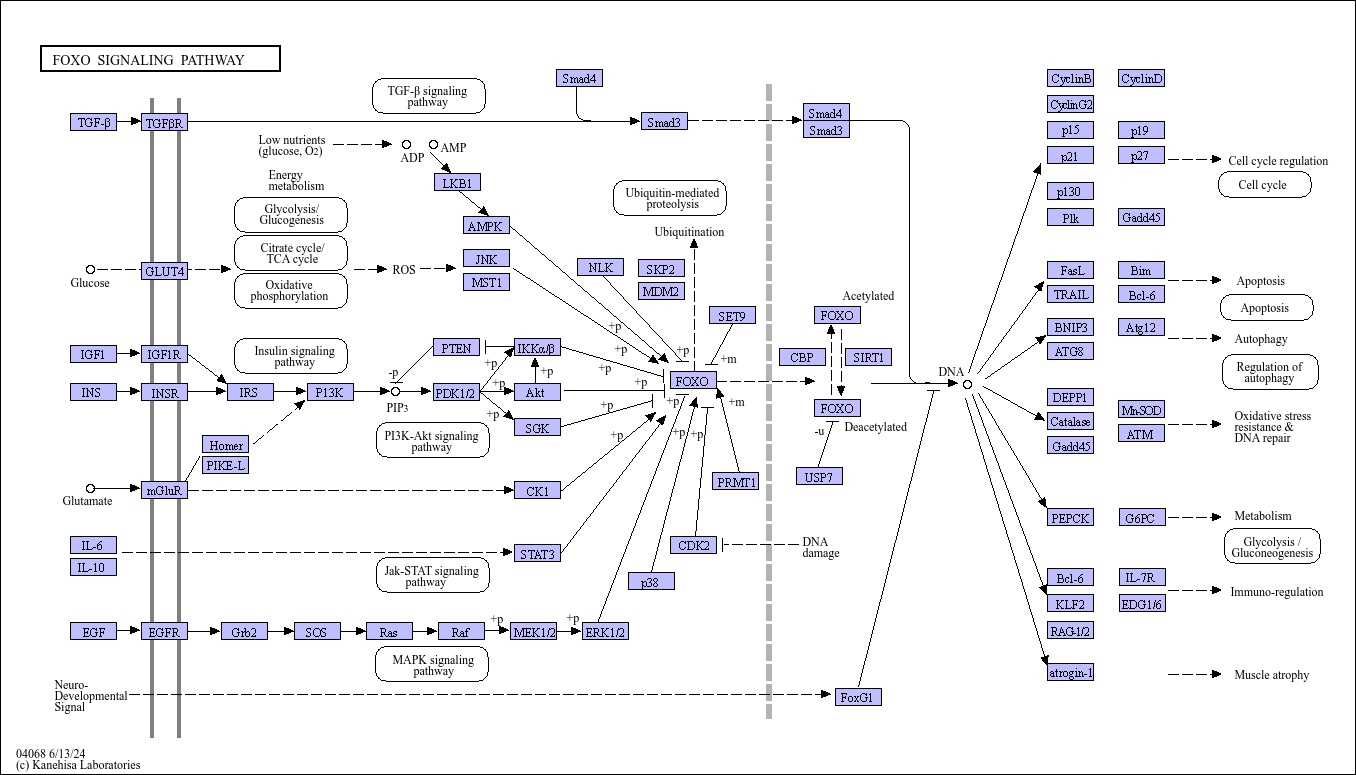 FOXO SIGNALING PATHWAY
Smad4
CyclinB
CyclinD
TGF-β signaling
pathway
CyclinG2
TGF-β
TGFβR
Smad3
Smad4
Smad3
p15
p19
Low nutrients
(glucose, O2)
ADP
AMP
p21
p27
Cell cycle regulation
Energy
metabolism
LKB1
Cell cycle
Ubiquitin-mediated
proteolysis
p130
Glycolysis/
Glucogenesis
AMPK
Plk
Gadd45
Ubiquitination
Citrate cycle/
TCA cycle
JNK
NLK
SKP2
Glucose
GLUT4
ROS
MST1
MDM2
FasL
Bim
Apoptosis
Oxidative
phosphorylation
TRAIL
Bcl-6
Acetylated
Apoptosis
SET9
FOXO
+p
BNIP3
Atg12
Autophagy
IGF1
IGF1R
Insulin signaling
pathway
PTEN
IKKα/β
+p
+p
+m
CBP
SIRT1
ATG8
+p
+p
Regulation of
autophagy
-p
DNA
INS
INSR
IRS
P13K
PIP3
PDK1/2
+p
Akt
+p
FOXO
DEPP1
+p
+p
+m
FOXO
Deacetylated
Catalase
Mn-SOD
Oxidative stress
resistance &
DNA repair
+p
SGK
+p
+p
+p
-u
ATM
PI3K-Akt signaling
pathway
Gadd45
Homer
PIKE-L
PRMT1
USP7
Glutamate
mGluR
CK1
PEPCK
G6PC
Metabolism
IL-6
IL-10
STAT3
CDK2
DNA
damage
Glycolysis /
Gluconeogenesis
Jak-STAT signaling
pathway
p38
Bcl-6
IL-7R
Immuno-regulation
KLF2
EDG1/6
EGF
EGFR
Grb2
SOS
Ras
Raf
+p
MEK1/2
+p
ERK1/2
RAG-1/2
MAPK signaling
pathway
atrogin-1
Muscle atrophy
Neuro-
Developmental
Signal
FoxG1
04068 6/13/24
(c) Kanehisa Laboratories